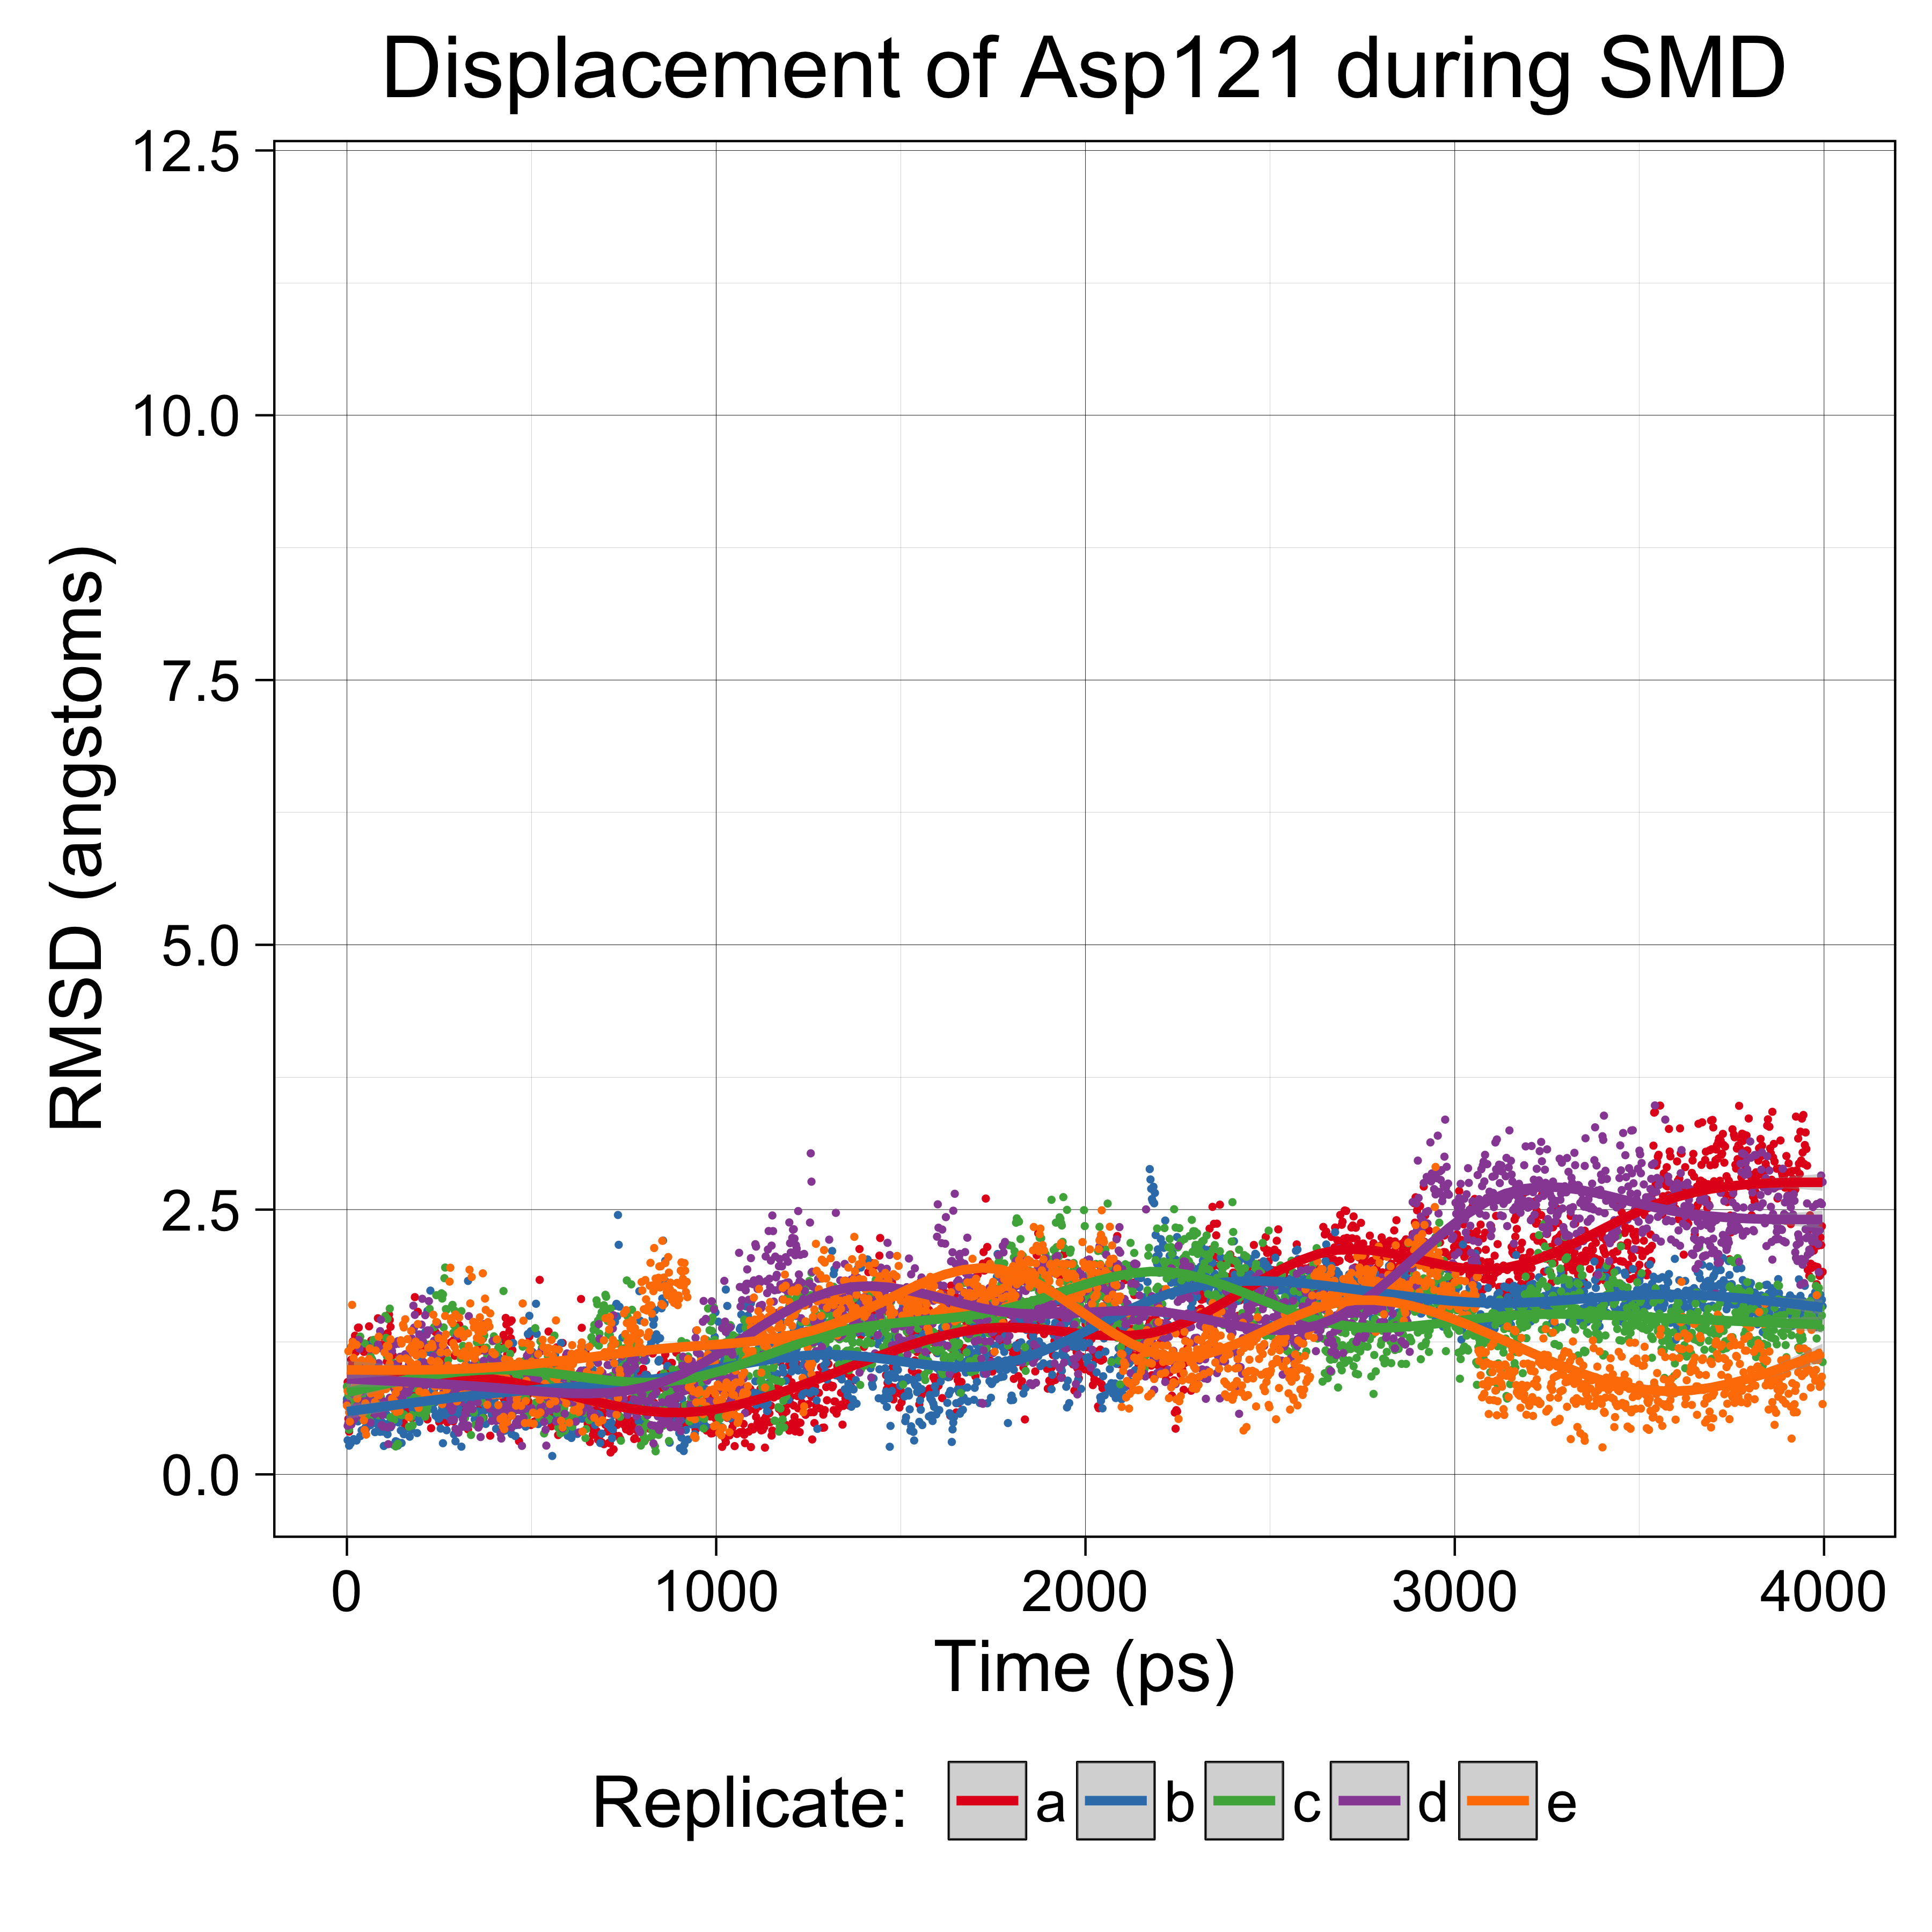 Displacement of Asp121 during SMD
12.5
10.0
7.5
5.0
2.5
0.0
RMSD (angstoms)
0 1000 2000 3000 4000
Time (ps)
Replicate: a b c d e